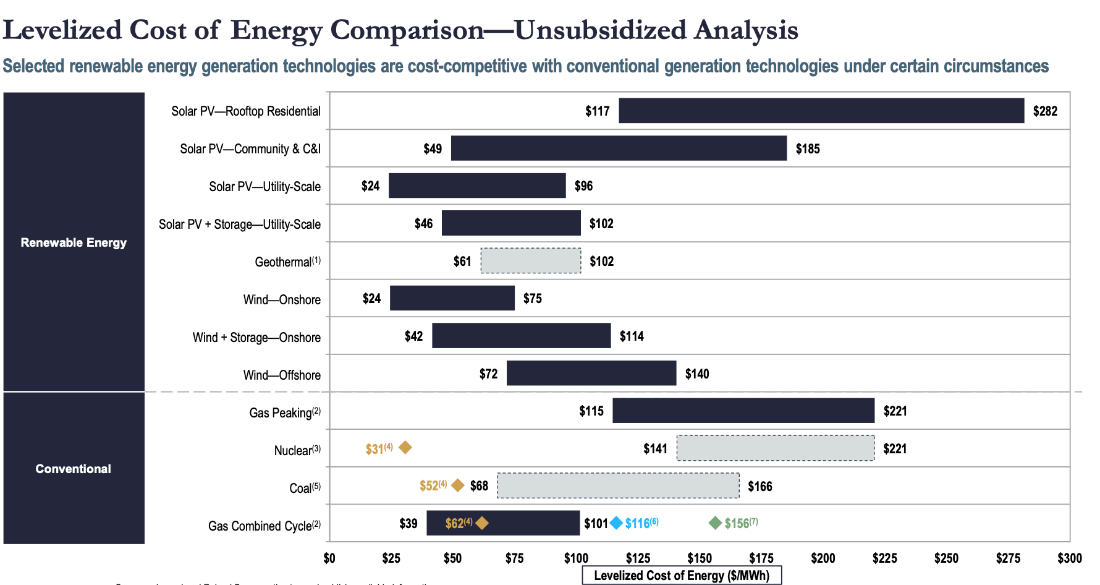 Levelized Cost of Energy Comparison—Unsubsidized Analysis
Selected renewable energy generation technologies are cost-competitive with conventional generation technologies under certain circumstances
Renewable Energy
Solar PV—Rooftop Residential $117 $282
Solar PV—Community & C&I $49 $185
Solar PV—Utility-Scale $24 $96
Solar PV + Storage—Utility-Scale $46 $102
Geothermal(1) $61 $102
Wind—Onshore $24 $75
Wind + Storage—Onshore $42 $114
Wind—Offshore $72 $140
Conventional
Gas Peaking(2) $115 $221
Nuclear(3) $31(4) $141 $221
Coal(5) $52(4) $68 $166
Gas Combined Cycle(2) $39 $62(4) $101 $116(6) $156(7)
$0 $25 $50 $75 $100 $125 $150 $175 $200 $225 $250 $275 $300
Levelized Cost of Energy ($/MWh)